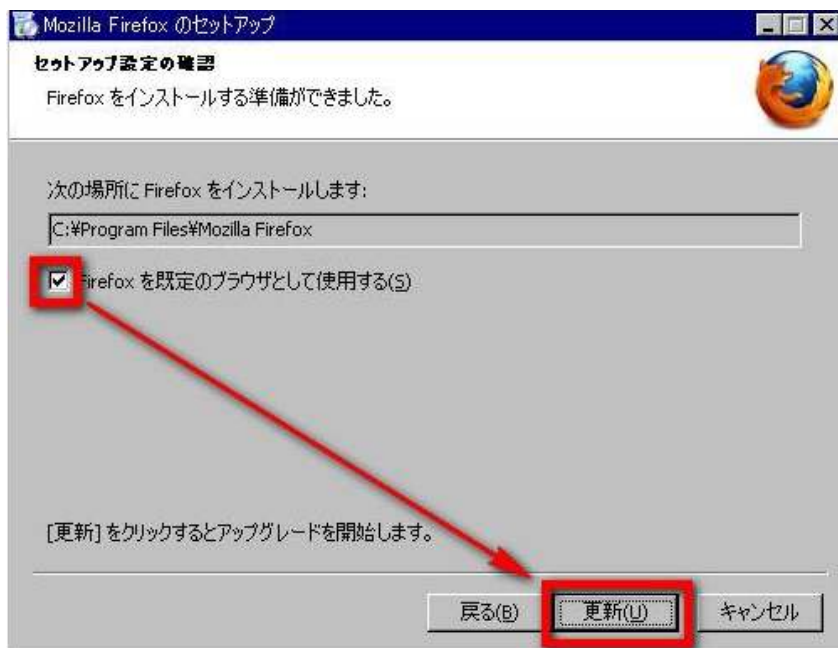 Mozilla Firefox のセットアップ
セットアップ設定の確認
Firefox をインストールする準備ができました。
次の場所に Firefox をインストールします:
C:¥Program Files¥Mozilla Firefox
Firefox を既定のブラウザとして使用する(S)
[更新] をクリックするとアップグレードを開始します。
戻る(B) 更新(U) キャンセル